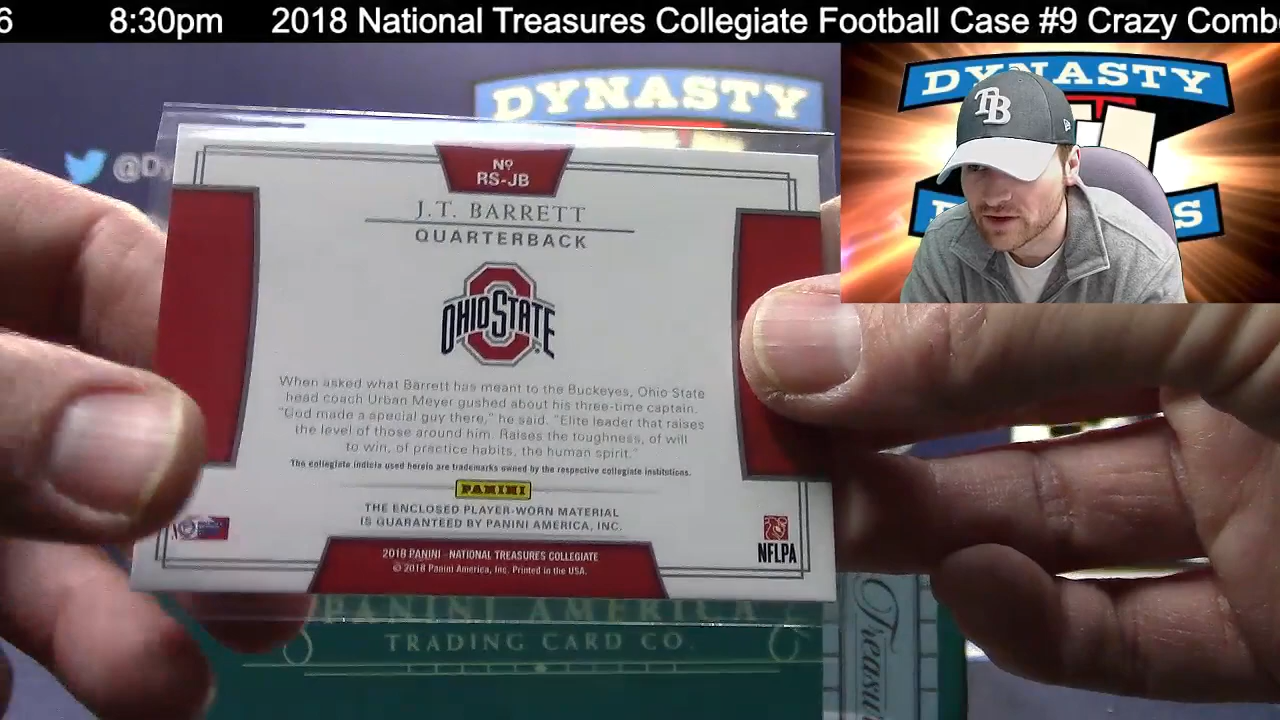 6 8:30pm 2018 National Treasures Collegiate Football Case #9 Crazy Comb
DYNASTY
@Dy
DYNASTY
TB
S
Nº
RS-JB
J.T. BARRETT
QUARTERBACK
OHIO STATE
When asked what Barrett has meant to the Buckeyes, Ohio State
head coach Urban Meyer gushed about his three-time captain.
"God made a special guy there," he said. "Elite leader that raises
the level of those around him. Raises the toughness, of will
to win, of practice habits, the human spirit."
The collegiate indicia used herein are trademarks owned by the respective collegiate institutions.
PANINI
THE ENCLOSED PLAYER-WORN MATERIAL
IS GUARANTEED BY PANINI AMERICA, INC.
NFLPA
2018 PANINI - NATIONAL TREASURES COLLEGIATE
© 2018 Panini America, Inc. Printed in the USA.
PANINI AMERICA
TRADING CARD CO.
Treasu